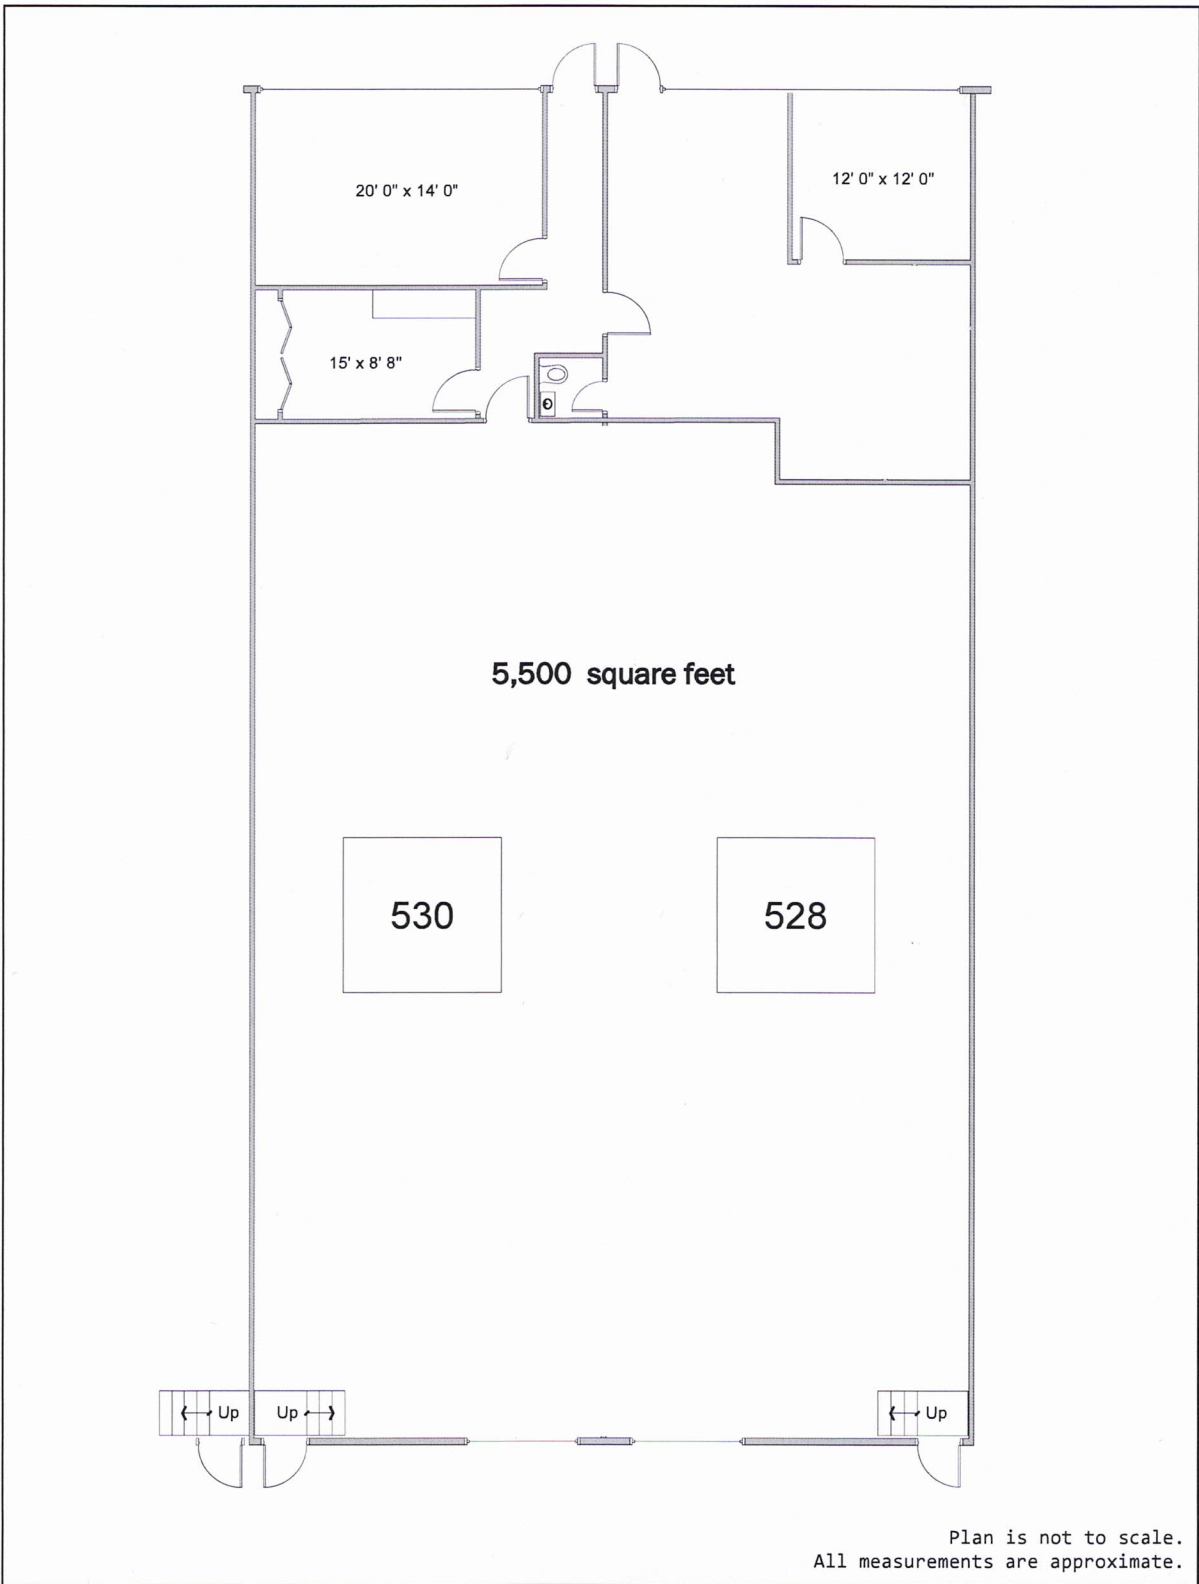 20' 0" x 14' 0"
12' 0" x 12' 0"
15' x 8' 8"
5,500 square feet
530
528
Up
Up
Up
Plan is not to scale.
All measurements are approximate.